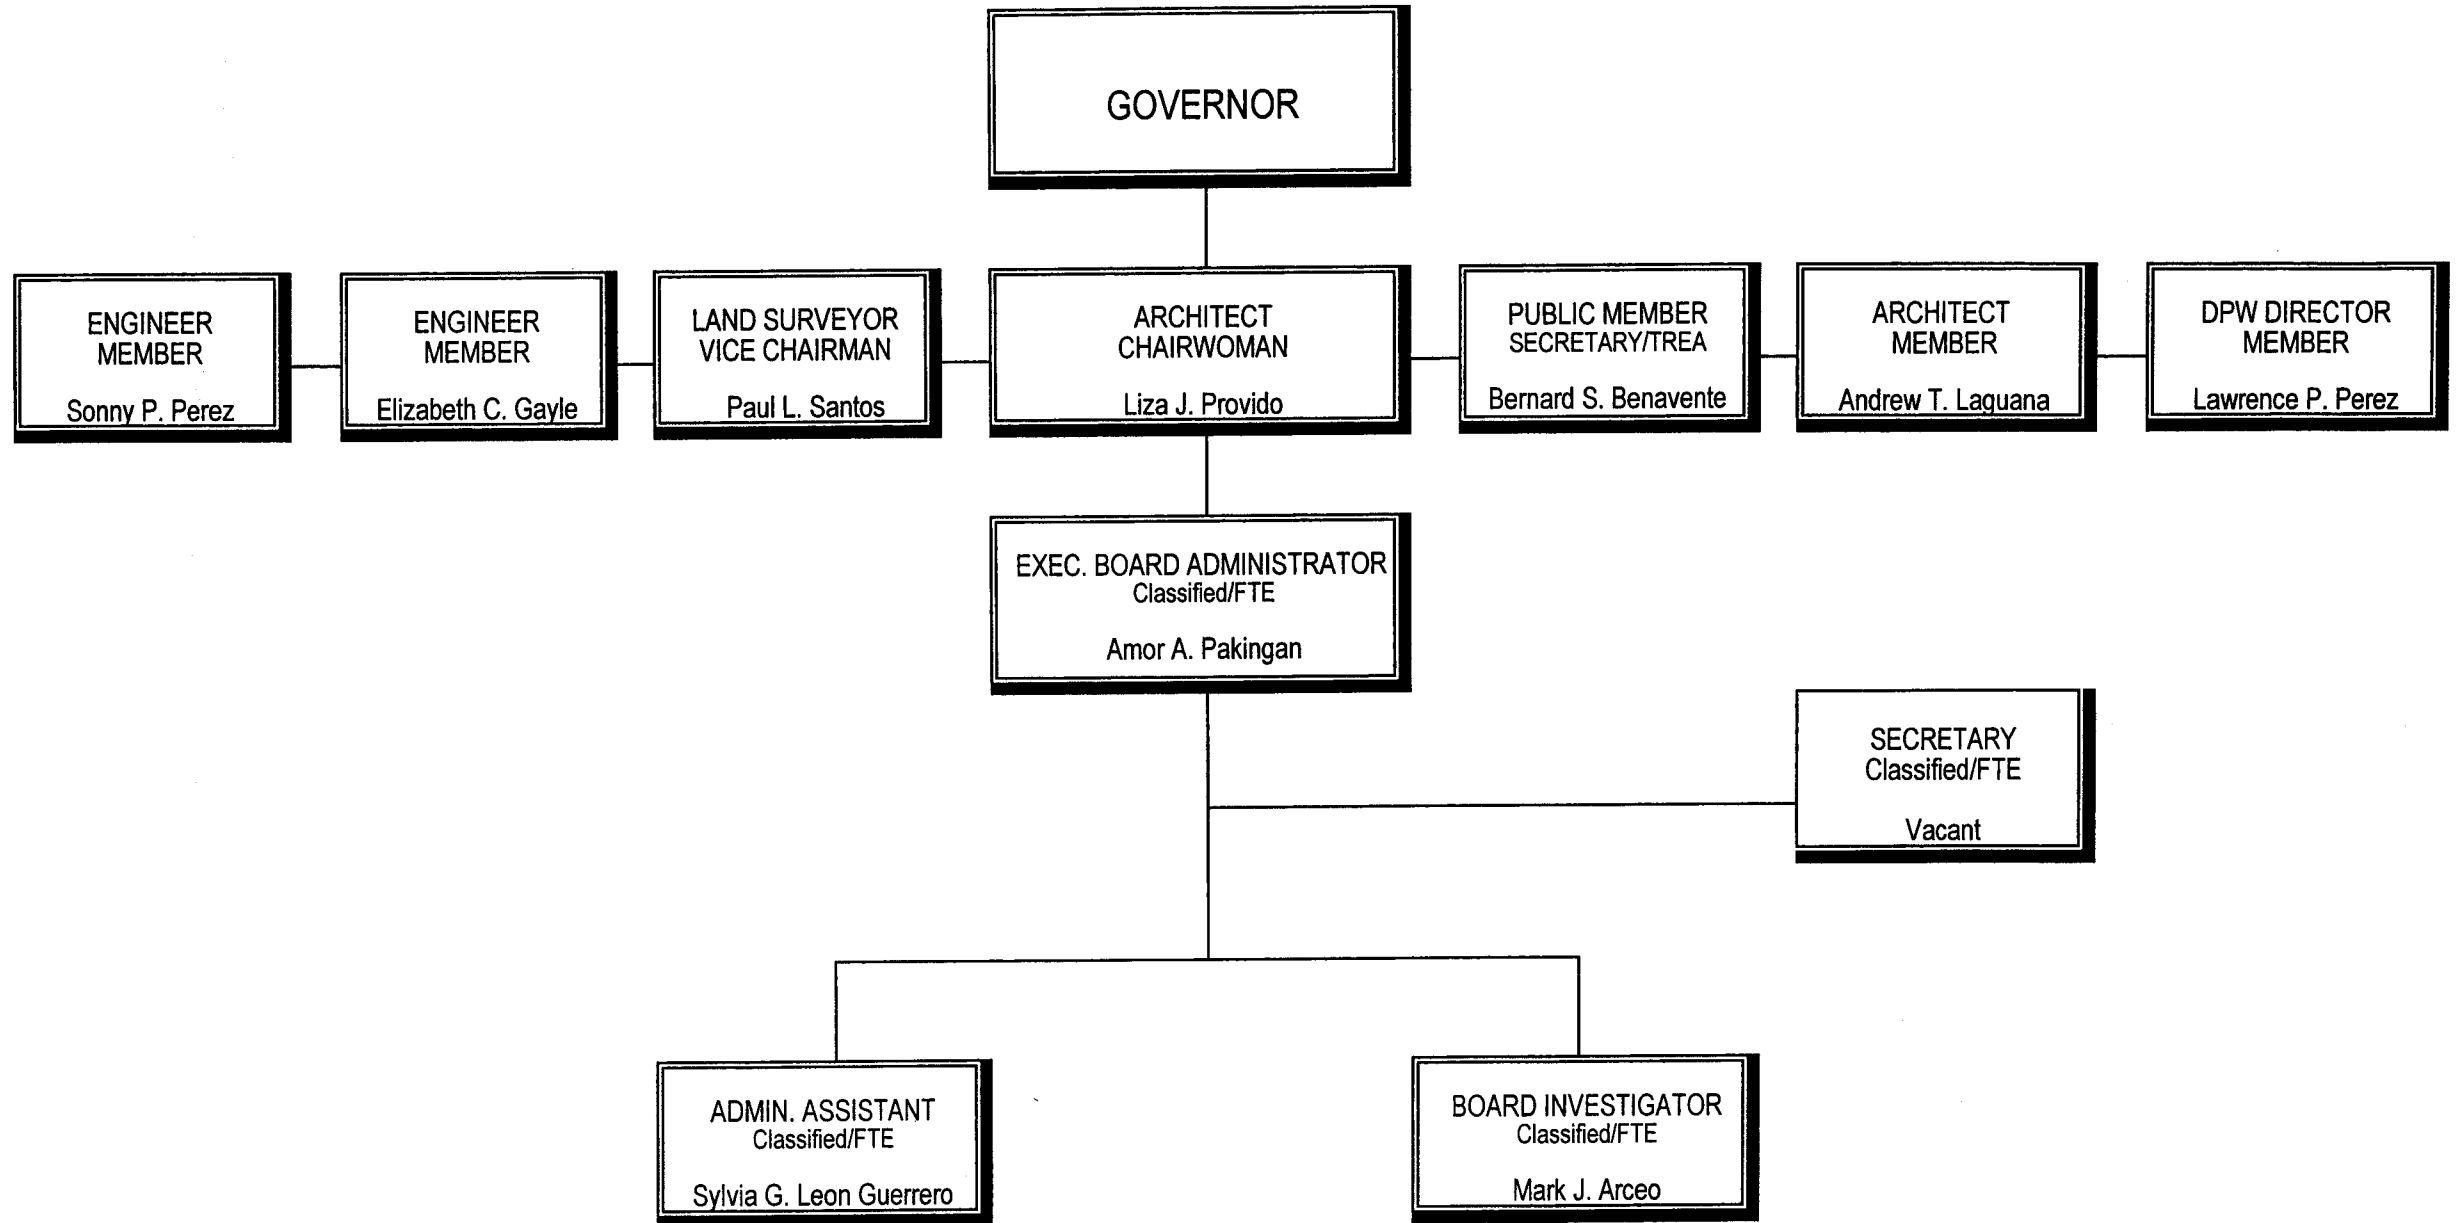 GOVERNOR
ENGINEER
MEMBER
Sonny P. Perez
ENGINEER
MEMBER
Elizabeth C. Gayle
LAND SURVEYOR
VICE CHAIRMAN
Paul L. Santos
ARCHITECT
CHAIRWOMAN
Liza J. Provido
PUBLIC MEMBER
SECRETARY/TREA
Bernard S. Benavente
ARCHITECT
MEMBER
Andrew T. Laguana
DPW DIRECTOR
MEMBER
Lawrence P. Perez
EXEC. BOARD ADMINISTRATOR
Classified/FTE
Amor A. Pakingan
SECRETARY
Classified/FTE
Vacant
ADMIN. ASSISTANT
Classified/FTE
Sylvia G. Leon Guerrero
BOARD INVESTIGATOR
Classified/FTE
Mark J. Arceo